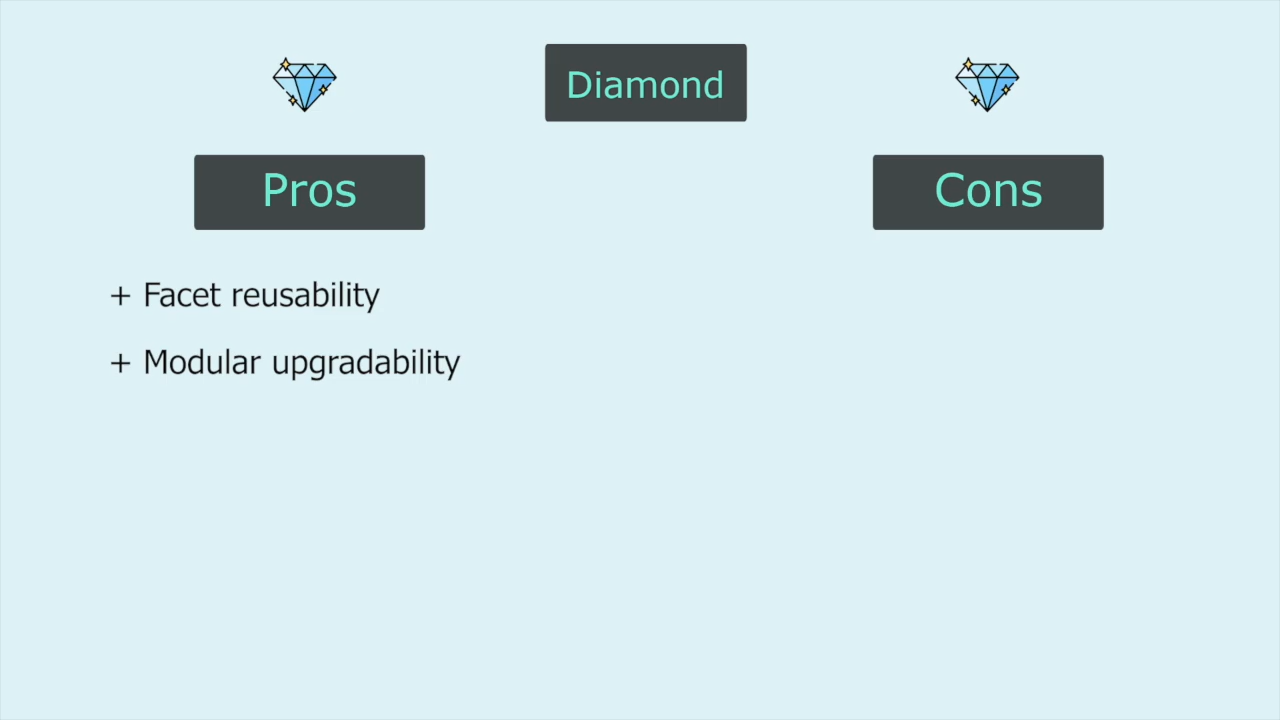 Diamond
Pros
Cons
+ Facet reusability
+ Modular upgradability